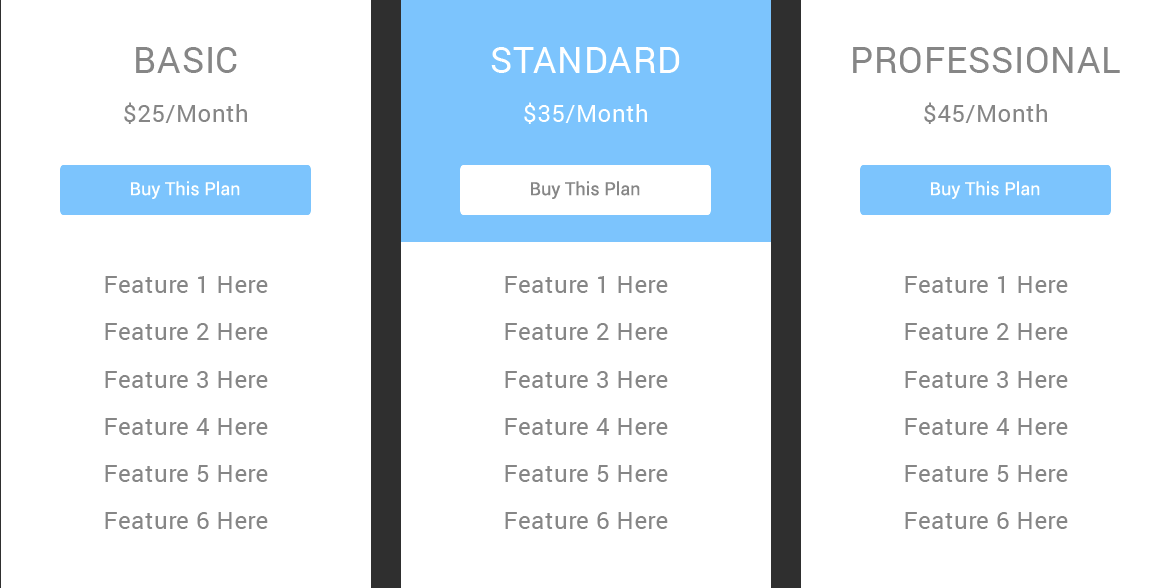 BASIC
$25/Month
Buy This Plan
Feature 1 Here
Feature 2 Here
Feature 3 Here
Feature 4 Here
Feature 5 Here
Feature 6 Here
STANDARD
$35/Month
Buy This Plan
Feature 1 Here
Feature 2 Here
Feature 3 Here
Feature 4 Here
Feature 5 Here
Feature 6 Here
PROFESSIONAL
$45/Month
Buy This Plan
Feature 1 Here
Feature 2 Here
Feature 3 Here
Feature 4 Here
Feature 5 Here
Feature 6 Here